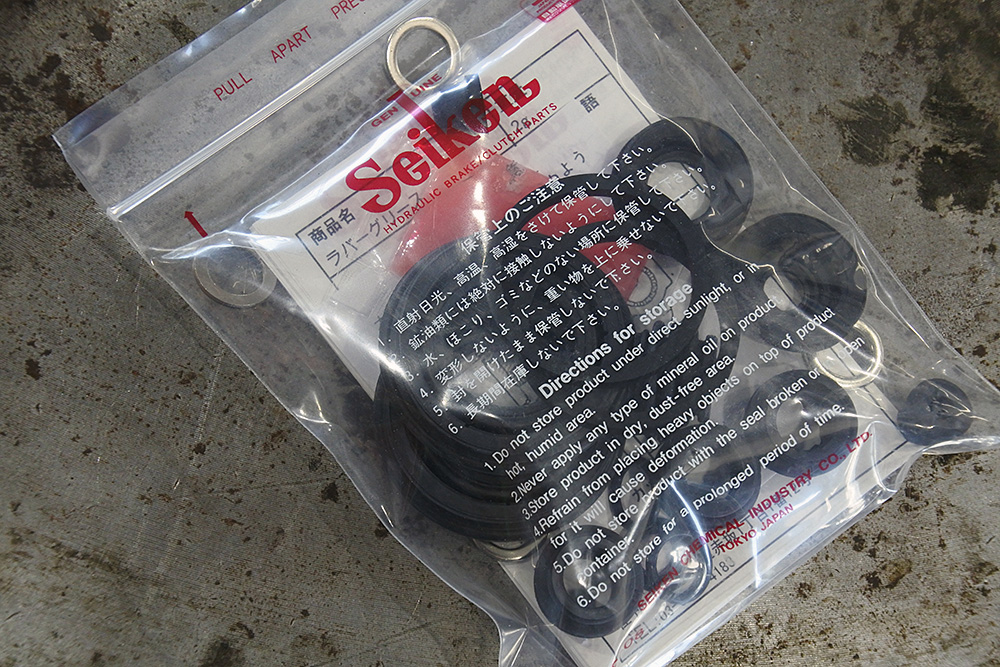 PULL APART PRE
GENUINE
Seiken
HYDRAULIC BRAKE/CLUTCH PARTS
商品名
ラバーグリース
2g
語
よう
保管上のご注意
直射日光、高温、高湿をさけて保管して下さい。
2. 鉱油類には絶対に接触しないようにして下さい。
3. 水、ほこり、ゴミなどのない場所に保管して下さい。
4. 変形しないように、重い物を上に乗せないで下さい。
5. 封を開けたまま保管しないで下さい。
6. 長期間在庫しないで下さい。
Directions for storage
1.Do not store product under direct sunlight, or in
hot, humid area.
2.Never apply any type of mineral oil on product
3.Store product in dry, dust-free area.
4.Refrain from placing heavy objects on top of product
for it will cause deformation.
5.Do not store product with the seal broken or in open
container.
6.Do not store for a prolonged period of time.
SEIKEN CHEMICAL INDUSTRY CO., LTD.
TOKYO JAPAN